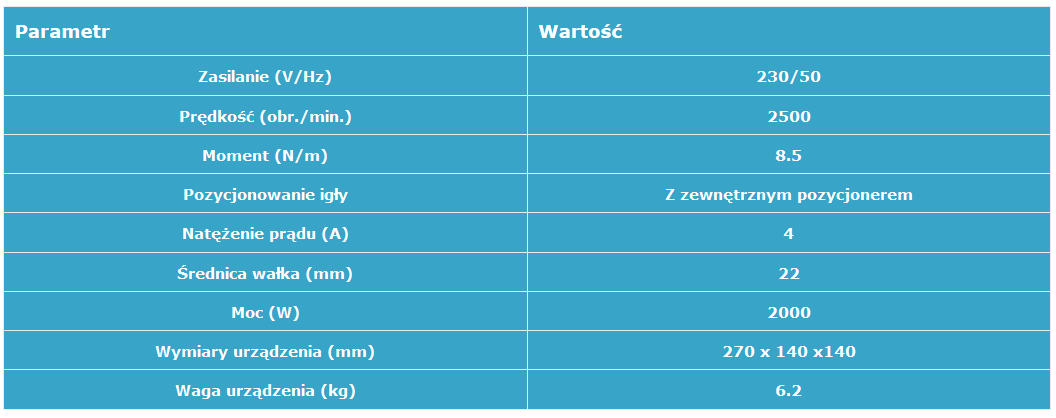 Parametr Wartość
Zasilanie (V/Hz) 230/50
Prędkość (obr./min.) 2500
Moment (N/m) 8.5
Pozycjonowanie igły Z zewnętrznym pozycjonerem
Natężenie prądu (A) 4
Średnica wałka (mm) 22
Moc (W) 2000
Wymiary urządzenia (mm) 270 x 140 x140
Waga urządzenia (kg) 6.2